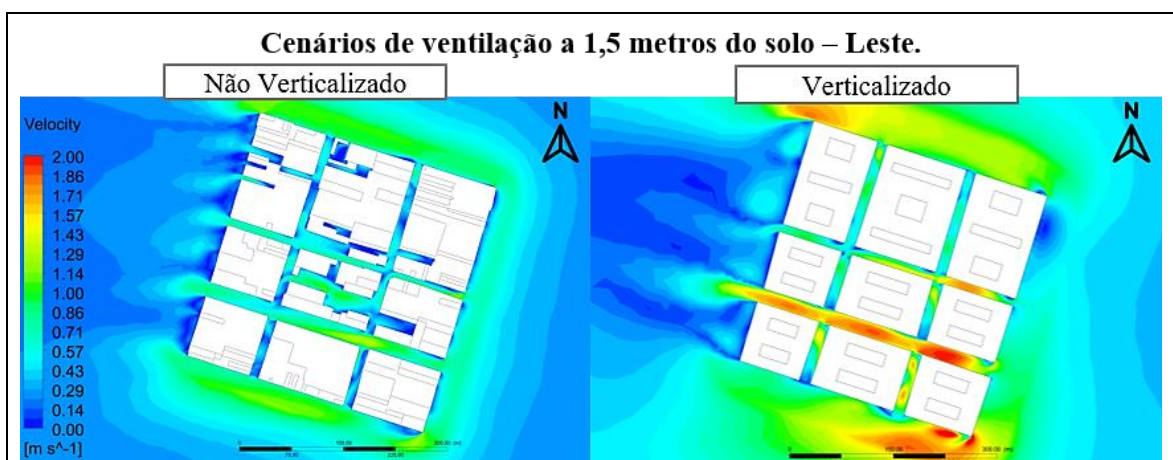 Cenários de ventilação a 1,5 metros do solo – Leste.
Não Verticalizado
Verticalizado
Velocity
2.00
1.86
1.71
1.57
1.43
1.29
1.14
1.00
0.86
0.71
0.57
0.43
0.29
0.14
0.00
[m s^-1]
N
N